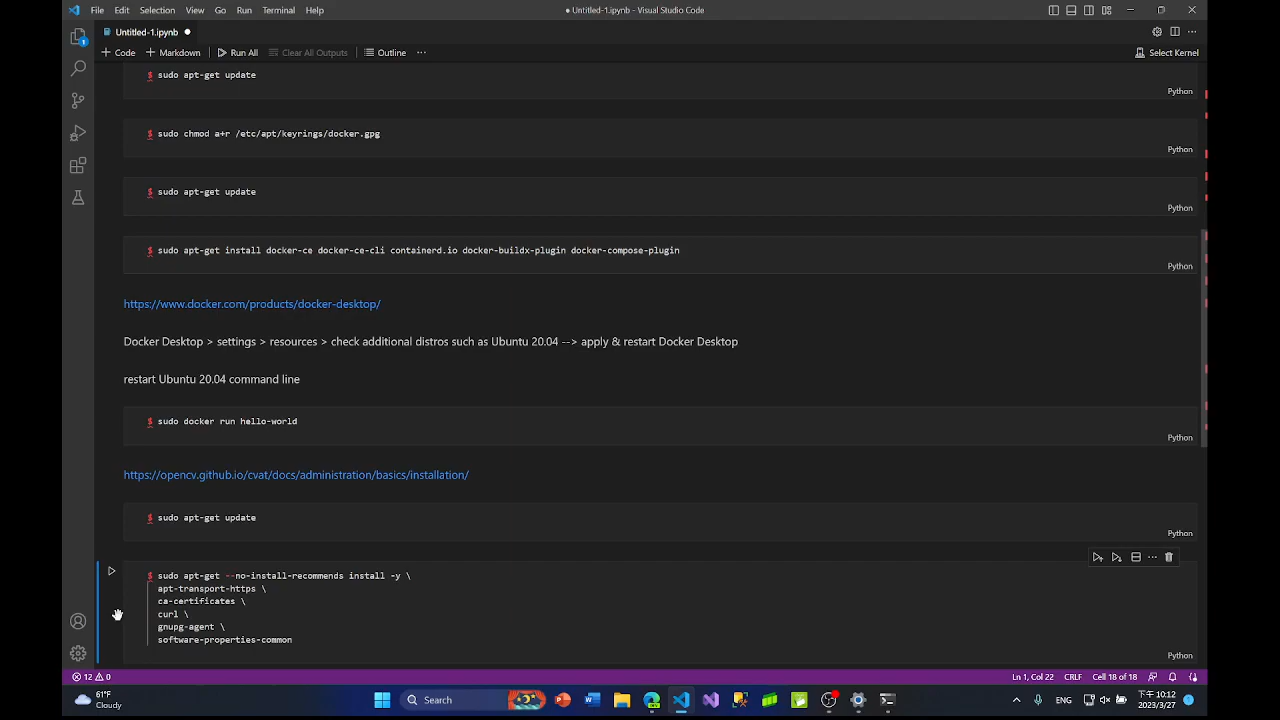 File Edit Selection View Go Run Terminal Help
● Untitled-1.ipynb - Visual Studio Code
Untitled-1.ipynb ●
+ Code + Markdown Run All Clear All Outputs Outline ...
Select Kernel
$ sudo apt-get update
Python
$ sudo chmod a+r /etc/apt/keyrings/docker.gpg
Python
$ sudo apt-get update
Python
$ sudo apt-get install docker-ce docker-ce-cli containerd.io docker-buildx-plugin docker-compose-plugin
Python
https://www.docker.com/products/docker-desktop/
Docker Desktop > settings > resources > check additional distros such as Ubuntu 20.04 --> apply & restart Docker Desktop
restart Ubuntu 20.04 command line
$ sudo docker run hello-world
Python
https://opencv.github.io/cvat/docs/administration/basics/installation/
$ sudo apt-get update
Python
$ sudo apt-get --no-install-recommends install -y \
apt-transport-https \
ca-certificates \
curl \
gnupg-agent \
software-properties-common
Python
12 0
Ln 1, Col 22 CRLF Cell 18 of 18
61°F
Cloudy
Search
ENG
下午 10:12
2023/3/27